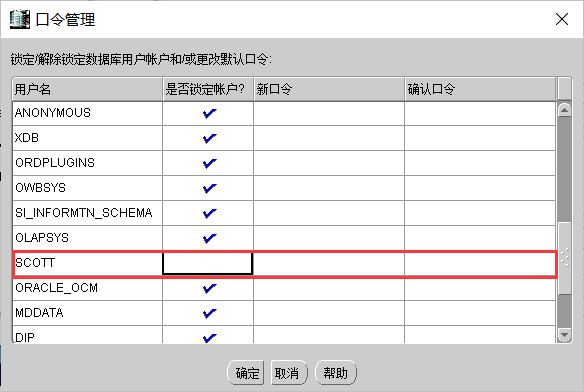 口令管理
锁定/解除锁定数据库用户帐户和/或更改默认口令:
用户名 是否锁定帐户? 新口令 确认口令
ANONYMOUS
XDB
ORDPLUGINS
OWBSYS
SI_INFORMTN_SCHEMA
OLAPSYS
SCOTT
ORACLE_OCM
MDDATA
DIP
确定 取消 帮助